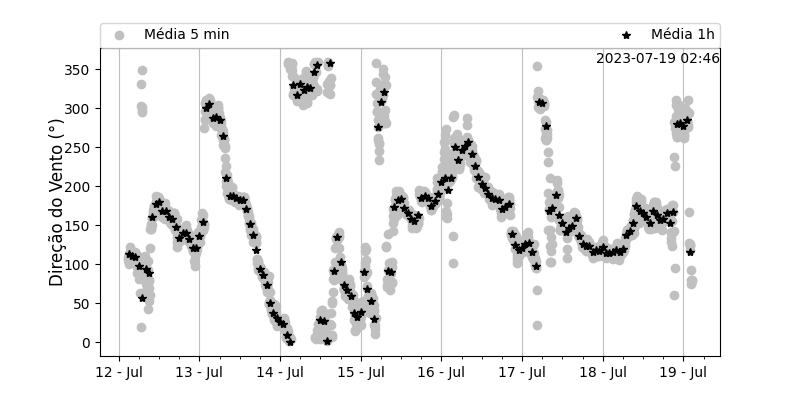 Média 5 min
Média 1h
2023-07-19 02:46
Direção do Vento (°)
350
300
250
200
150
100
50
0
12 - Jul
13 - Jul
14 - Jul
15 - Jul
16 - Jul
17 - Jul
18 - Jul
19 - Jul